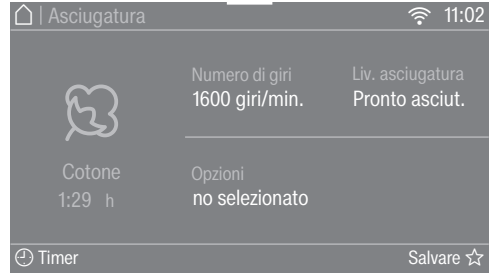 | Asciugatura
11:02
Numero di giri
1600 giri/min.
Liv. asciugatura
Pronto asciut.
Cotone
1:29 h
Opzioni
no selezionato
Timer
Salvare